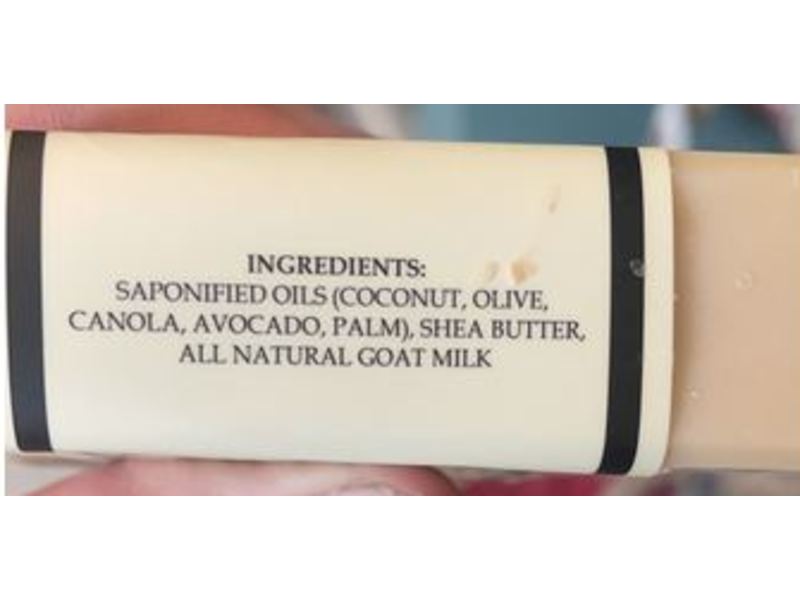 INGREDIENTS:
SAPONIFIED OILS (COCONUT, OLIVE,
CANOLA, AVOCADO, PALM), SHEA BUTTER,
ALL NATURAL GOAT MILK